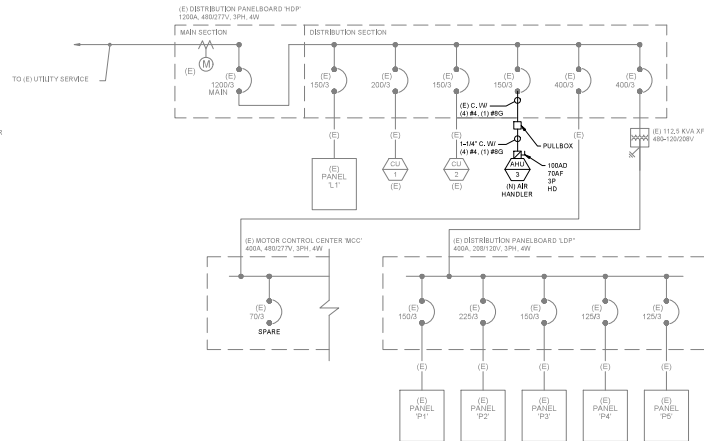 (E) DISTRIBUTION PANELBOARD 'HDP'
1200A, 480/277V, 3PH, 4W
MAIN SECTION
DISTRIBUTION SECTION
(E)
M
(E)
1200/3
MAIN
(E)
150/3
(E)
200/3
(E)
150/3
(E)
150/3
(E)
400/3
(E)
400/3
TO (E) UTILITY SERVICE
R
(E) C. W/
(4) #4, (1) #8G
(E)
(E)
(E)
(E)
(E) 112.5 KVA XF
480-120/208V
PULLBOX
1-1/4" C. W/
(4) #4, (1) #8G
(E)
PANEL
'L1'
CU
1
(E)
CU
2
(E)
AHU
3
100AD
70AF
3P
HD
(N) AIR
HANDLER
(E) MOTOR CONTROL CENTER 'MCC'
400A, 480/277V, 3PH, 4W
(E) DISTRIBUTION PANELBOARD 'LDP'
400A, 208/120V, 3PH, 4W
(E)
70/3
SPARE
(E)
150/3
(E)
225/3
(E)
150/3
(E)
125/3
(E)
125/3
(E)
(E)
(E)
(E)
(E)
(E)
PANEL
'P1'
(E)
PANEL
'P2'
(E)
PANEL
'P3'
(E)
PANEL
'P4'
(E)
PANEL
'P5'